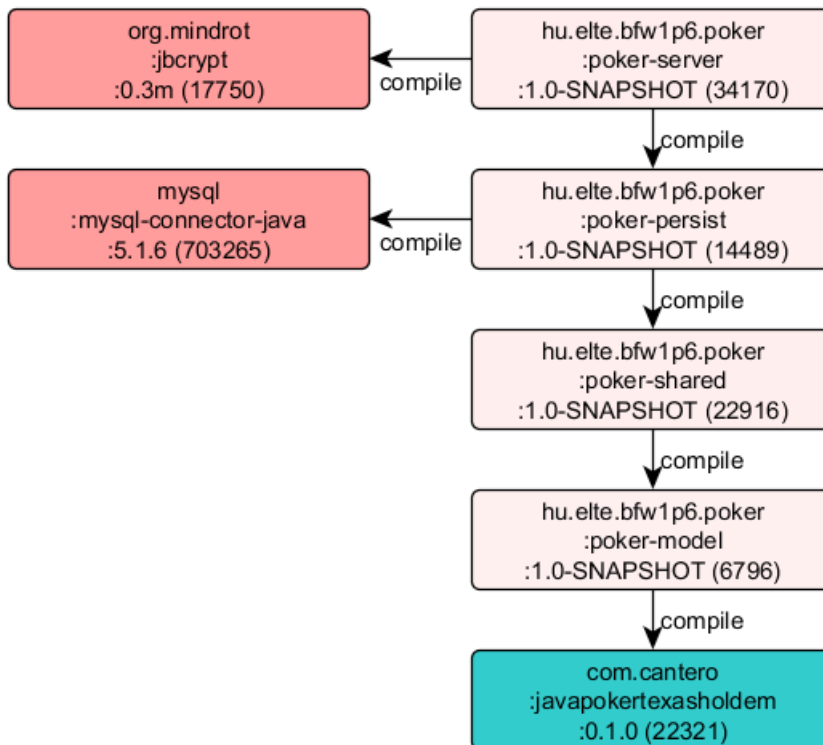 org.mindrot
:jbcrypt
:0.3m (17750)
compile
hu.elte.bfw1p6.poker
:poker-server
:1.0-SNAPSHOT (34170)
compile
mysql
:mysql-connector-java
:5.1.6 (703265)
compile
hu.elte.bfw1p6.poker
:poker-persist
:1.0-SNAPSHOT (14489)
compile
hu.elte.bfw1p6.poker
:poker-shared
:1.0-SNAPSHOT (22916)
compile
hu.elte.bfw1p6.poker
:poker-model
:1.0-SNAPSHOT (6796)
compile
com.cantero
:javapokertexasholdem
:0.1.0 (22321)